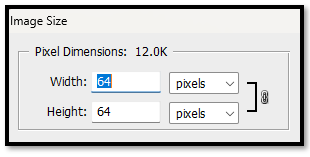 Image Size
Pixel Dimensions: 12.0K
Width: 64 pixels
Height: 64 pixels